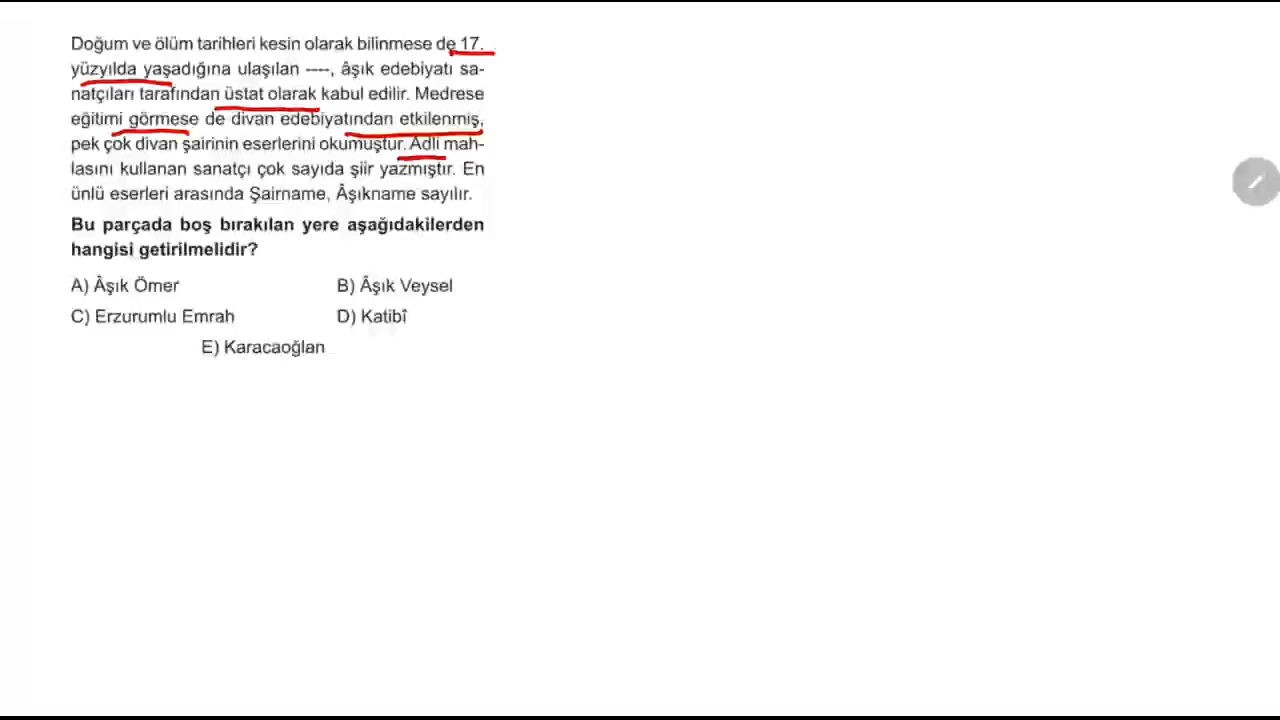 Doğum ve ölüm tarihleri kesin olarak bilinmese de 17.
yüzyılda yaşadığına ulaşılan ----, âşık edebiyatı sa-
natçıları tarafından üstat olarak kabul edilir. Medrese
eğitimi görmese de divan edebiyatından etkilenmiş,
pek çok divan şairinin eserlerini okumuştur. Adli mah-
lasını kullanan sanatçı çok sayıda şiir yazmıştır. En
ünlü eserleri arasında Şairname, Âşıkname sayılır.
Bu parçada boş bırakılan yere aşağıdakilerden
hangisi getirilmelidir?
A) Âşık Ömer B) Âşık Veysel
C) Erzurumlu Emrah D) Katibî
E) Karacaoğlan